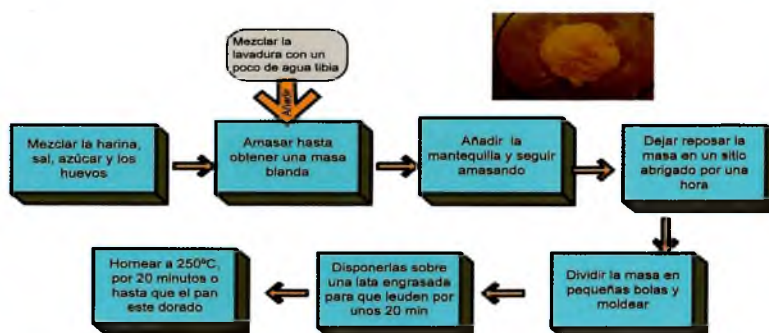 Mezclar la
lavadura con un
poco de agua tibia
Añadir
Mezclar la harina,
sal, azúcar y los
huevos
Amasar hasta
obtener una masa
blanda
Añadir la
mantequilla y seguir
amasando
Dejar reposar la
masa en un sitio
abrigado por una
hora
Dividir la masa en
pequeñas bolas y
moldear
Disponerlas sobre
una lata engrasada
para que leuden por
unos 20 min
Hornear a 250ºC,
por 20 minutos o
hasta que el pan
este dorado